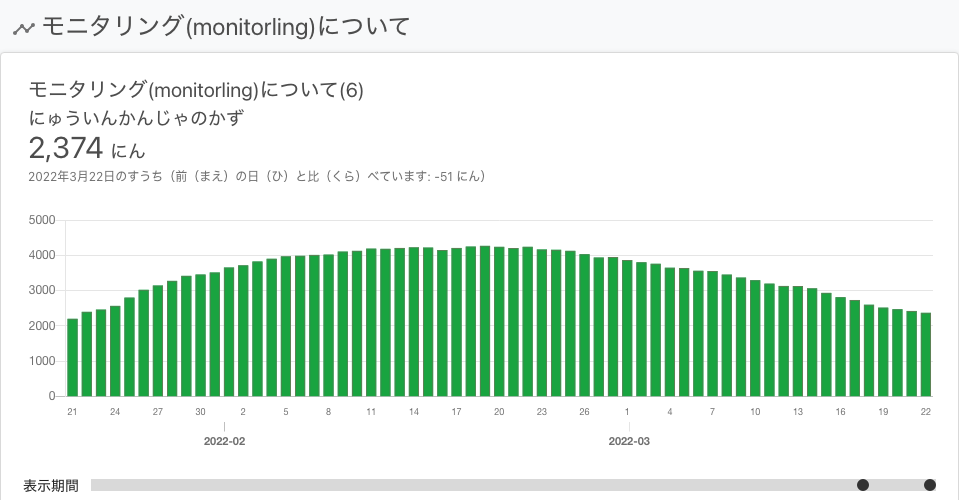 モニタリング(monitorling)について
モニタリング(monitorling)について(6)
にゅういんかんじゃのかず
2,374 にん
2022年3月22日のすうち（前（まえ）の日（ひ）と比（くら）べています: -51 にん）
5000
4000
3000
2000
1000
0
21 24 27 30 2 5 8 11 14 17 20 23 26 1 4 7 10 13 16 19 22
2022-02 2022-03
表示期間